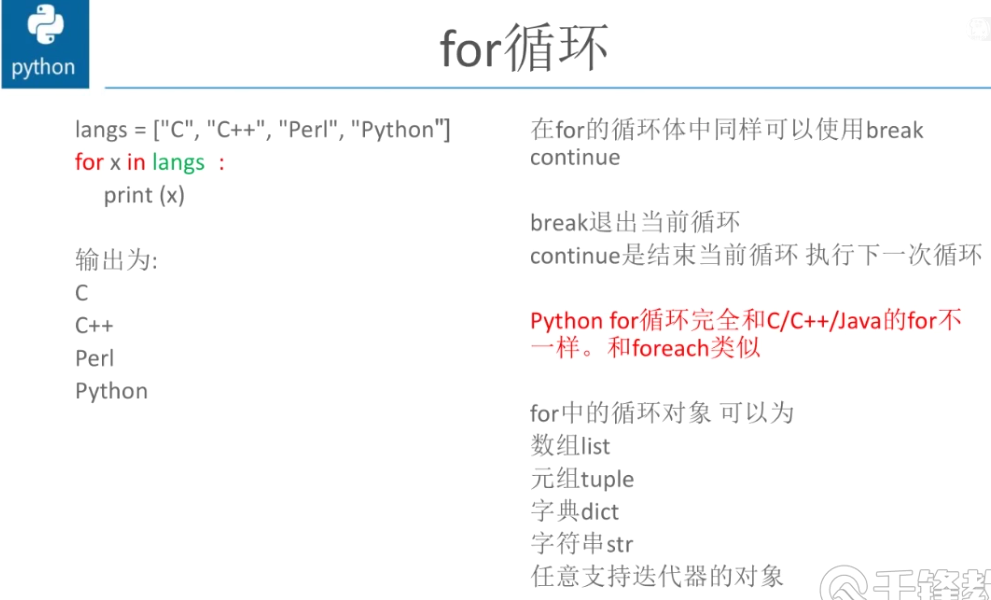 python
for循环
langs = ["C", "C++", "Perl", "Python"]
for x in langs :
print (x)
输出为:
C
C++
Perl
Python
在for的循环体中同样可以使用break
continue
break退出当前循环
continue是结束当前循环 执行下一次循环
Python for循环完全和C/C++/Java的for不
一样。和foreach类似
for中的循环对象 可以为
数组list
元组tuple
字典dict
字符串str
任意支持迭代器的对象
千锋教